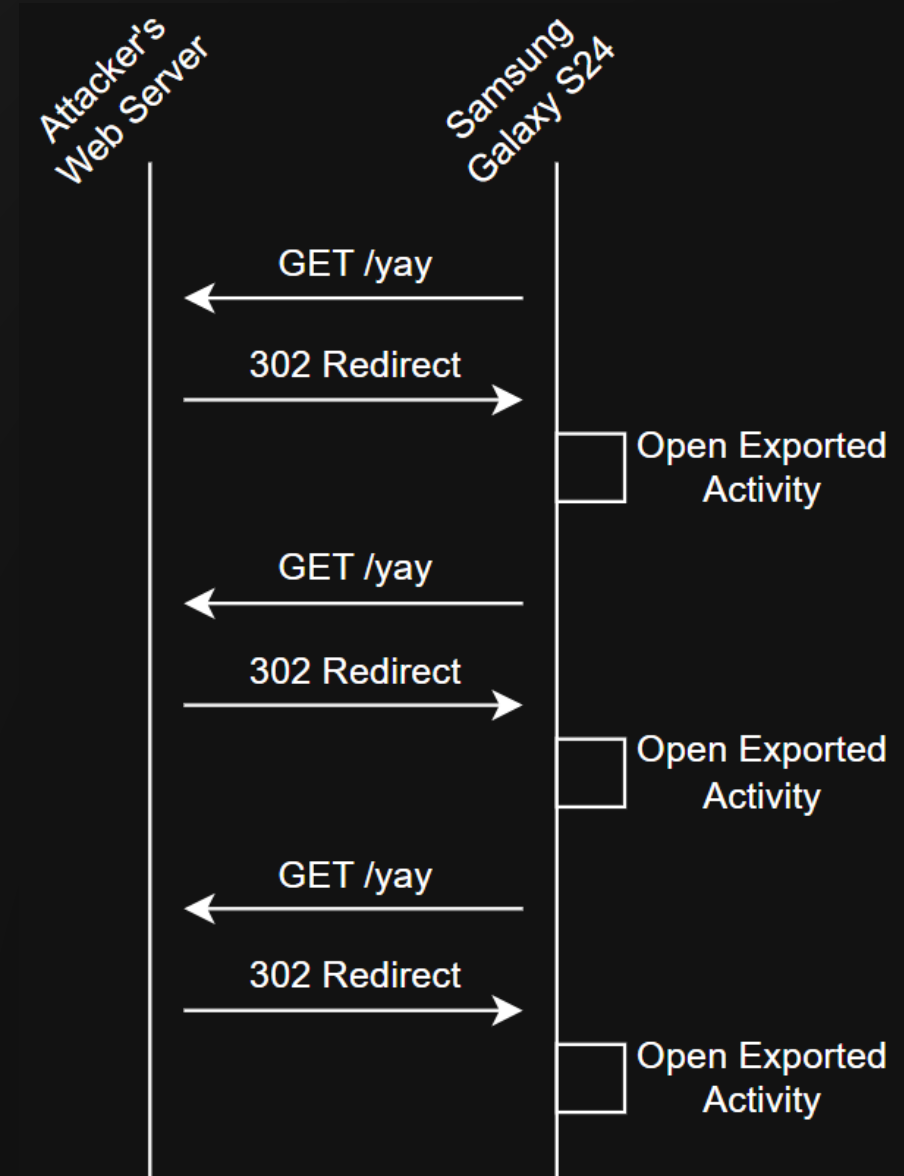 Attacker's
Web Server
Samsung
Galaxy S24
GET /yay
302 Redirect
Open Exported
Activity
GET /yay
302 Redirect
Open Exported
Activity
GET /yay
302 Redirect
Open Exported
Activity